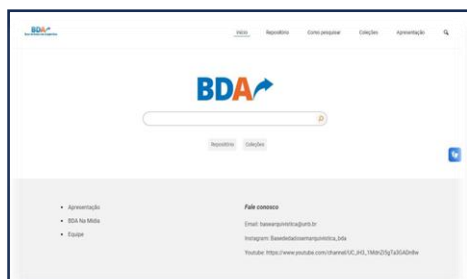 BDA
Início Repositório Como pesquisar Coleções Apresentação
BDA
Repositório Coleções
Apresentação
BDA Na Mídia
Equipe
Fale conosco
Email: basearquivistica@unb.br
Instagram: Basededadosemarquivistica_bda